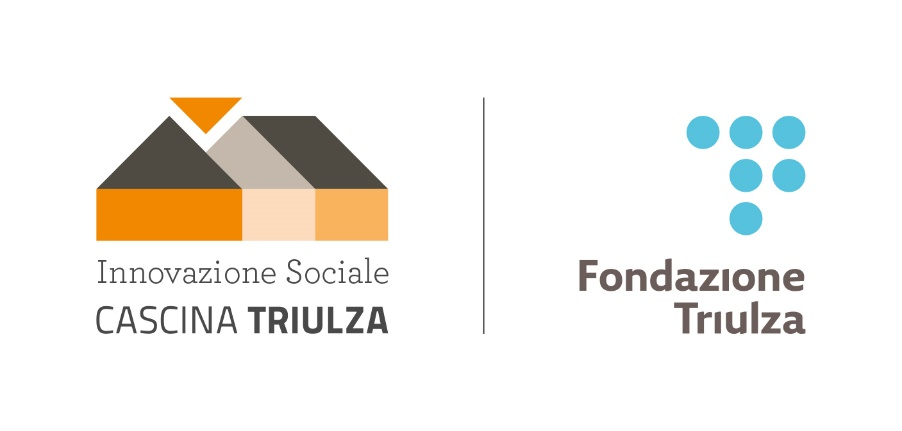 Innovazione Sociale
CASCINA TRIULZA
Fondazione
Triulza